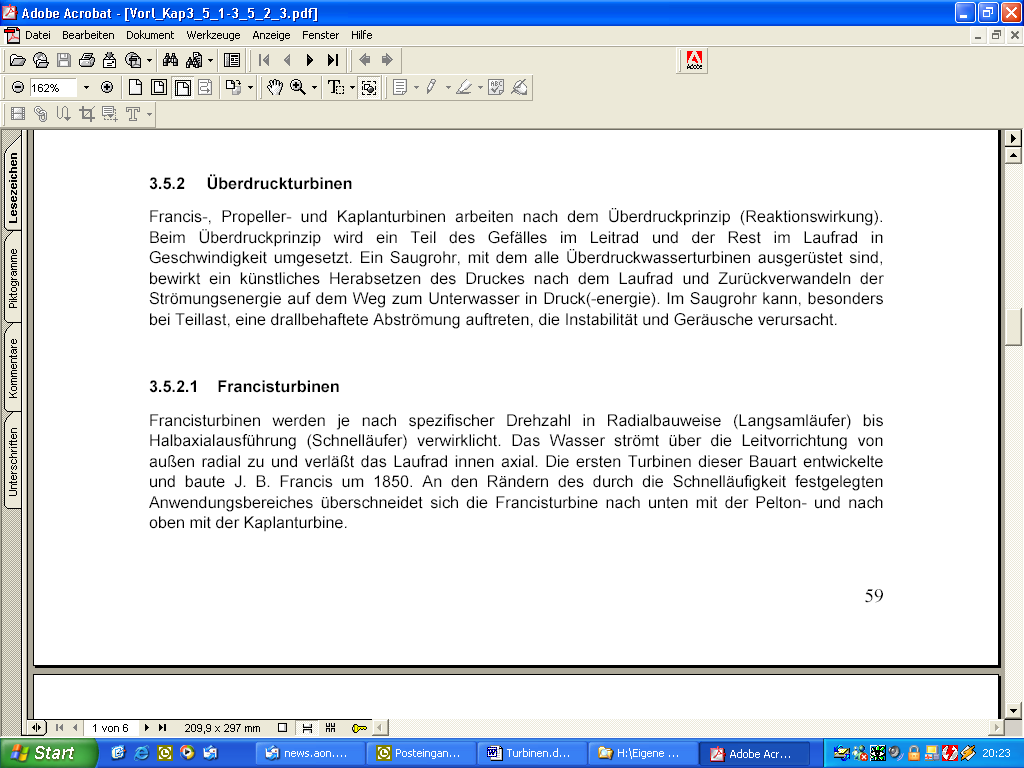 Adobe Acrobat - [Vorl_Kap3_5_1-3_5_2_3.pdf]
Datei Bearbeiten Dokument Werkzeuge Anzeige Fenster Hilfe
Adobe
162%
Lesezeichen
Piktogramme
Kommentare
Unterschriften
3.5.2 Überdruckturbinen
Francis-, Propeller- und Kaplanturbinen arbeiten nach dem Überdruckprinzip (Reaktionswirkung).
Beim Überdruckprinzip wird ein Teil des Gefälles im Leitrad und der Rest im Laufrad in
Geschwindigkeit umgesetzt. Ein Saugrohr, mit dem alle Überdruckwasserturbinen ausgerüstet sind,
bewirkt ein künstliches Herabsetzen des Druckes nach dem Laufrad und Zurückverwandeln der
Strömungsenergie auf dem Weg zum Unterwasser in Druck(-energie). Im Saugrohr kann, besonders
bei Teillast, eine drallbehaftete Abströmung auftreten, die Instabilität und Geräusche verursacht.
3.5.2.1 Francisturbinen
Francisturbinen werden je nach spezifischer Drehzahl in Radialbauweise (Langsamläufer) bis
Halbaxialausführung (Schnelläufer) verwirklicht. Das Wasser strömt über die Leitvorrichtung von
außen radial zu und verläßt das Laufrad innen axial. Die ersten Turbinen dieser Bauart entwickelte
und baute J. B. Francis um 1850. An den Rändern des durch die Schnelläufigkeit festgelegten
Anwendungsbereiches überschneidet sich die Francisturbine nach unten mit der Pelton- und nach
oben mit der Kaplanturbine.
59
1 von 6 209,9 x 297 mm
Start news.aon.... Posteingan... Turbinen.d... H:\Eigene ... Adobe Acr... 20:23